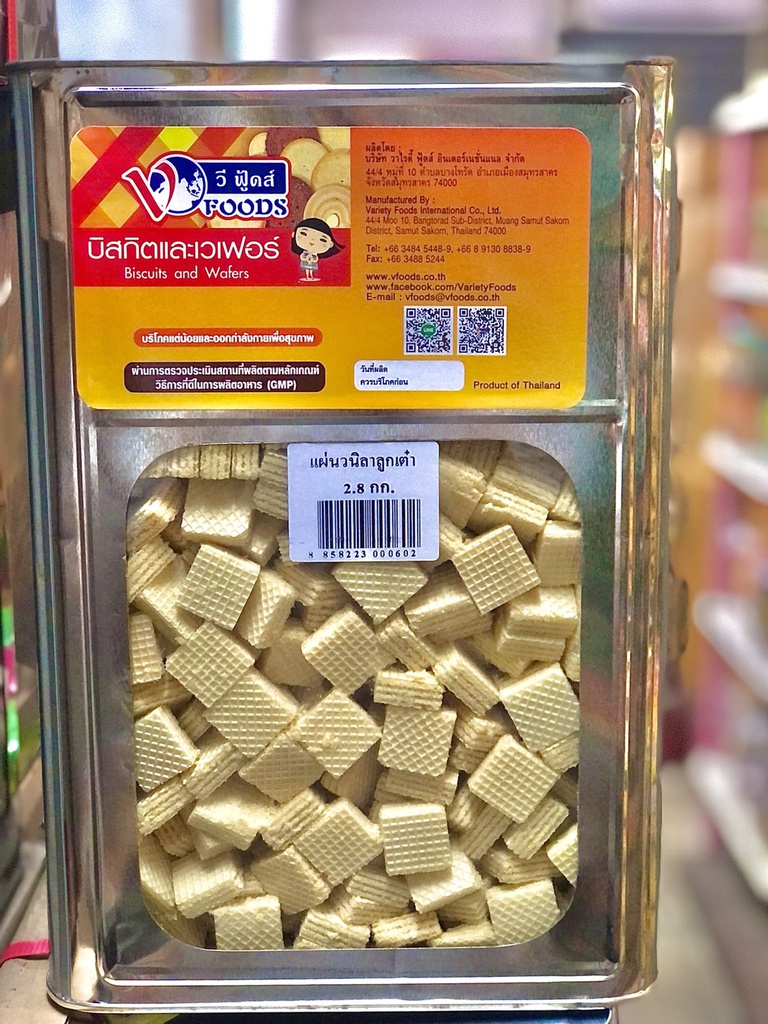 วี ฟู้ดส์
V FOODS
บิสกิตและเวเฟอร์
Biscuits and Wafers
บริโภคแต่น้อยและออกกำลังกายเพื่อสุขภาพ
ผ่านการตรวจประเมินสถานที่ผลิตตามหลักเกณฑ์
วิธีการที่ดีในการผลิตอาหาร (GMP)
ผลิตโดย :
บริษัท วาไรตี้ ฟู้ดส์ อินเตอร์เนชั่นแนล จำกัด
44/4 หมู่ที่ 10 ตำบลบางโทรัด อำเภอเมืองสมุทรสาคร
จังหวัดสมุทรสาคร 74000
Manufactured By :
Variety Foods International Co., Ltd.
44/4 Moo 10, Bangtorad Sub-District, Muang Samut Sakorn
District, Samut Sakorn, Thailand 74000
Tel: +66 3484 5448-9, +66 8 9130 8838-9
Fax: +66 3488 5244
www.vfoods.co.th
www.facebook.com/VarietyFoods
E-mail : vfoods@vfoods.co.th
LINE
วันที่ผลิต
ควรบริโภคก่อน
Product of Thailand
แผ่นวนิลาลูกเต๋า
2.8 กก.
8 858223 000602